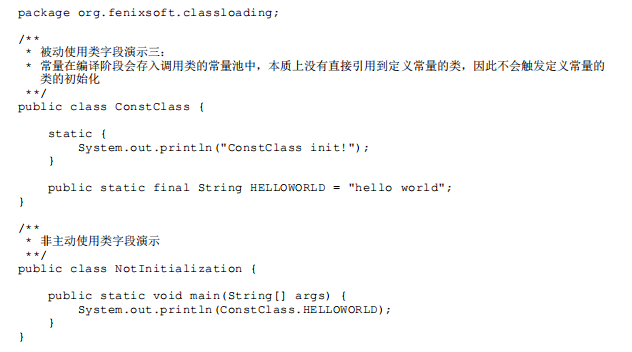 package org.fenixsoft.classloading;
/**
 * 被动使用类字段演示三：
 * 常量在编译阶段会存入调用类的常量池中，本质上没有直接引用到定义常量的类，因此不会触发定义常量的
   类的初始化
 **/
public class ConstClass {
    static {
        System.out.println("ConstClass init!");
    }
    public static final String HELLOWORLD = "hello world";
}
/**
 * 非主动使用类字段演示
 **/
public class NotInitialization {
    public static void main(String[] args) {
        System.out.println(ConstClass.HELLOWORLD);
    }
}